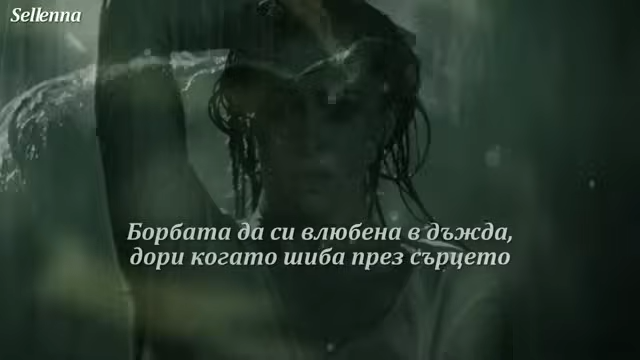 Sellenna
Борбата да си влюбена в дъжда,
дори когато шиба през сърцето